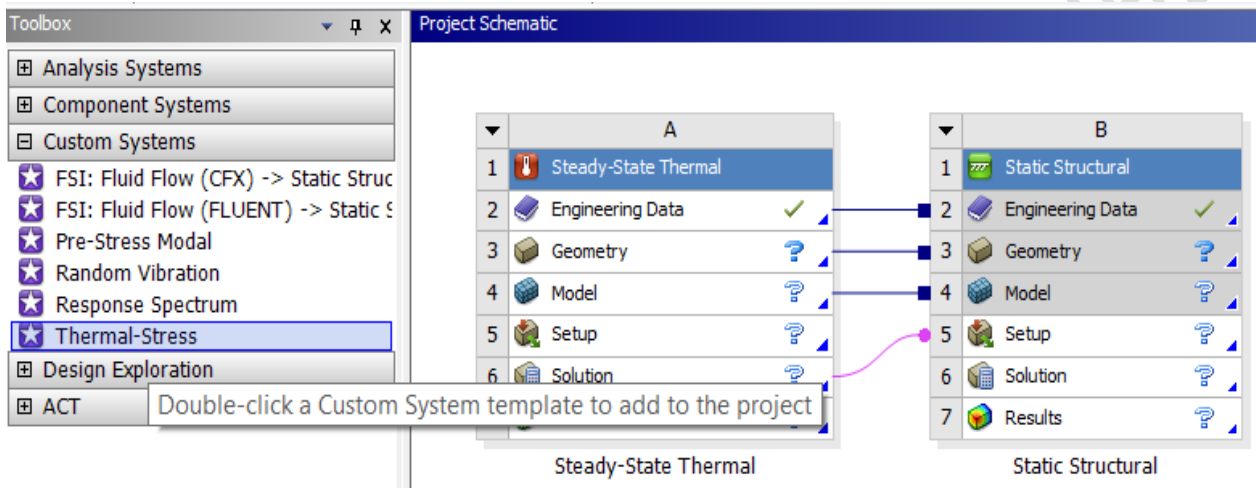 Toolbox
Project Schematic
Analysis Systems
Component Systems
Custom Systems
FSI: Fluid Flow (CFX) -> Static Struc
FSI: Fluid Flow (FLUENT) -> Static S
Pre-Stress Modal
Random Vibration
Response Spectrum
Thermal-Stress
Design Exploration
ACT
Double-click a Custom System template to add to the project
A
1 Steady-State Thermal
2 Engineering Data
3 Geometry
4 Model
5 Setup
6 Solution
Steady-State Thermal
B
1 Static Structural
2 Engineering Data
3 Geometry
4 Model
5 Setup
6 Solution
7 Results
Static Structural